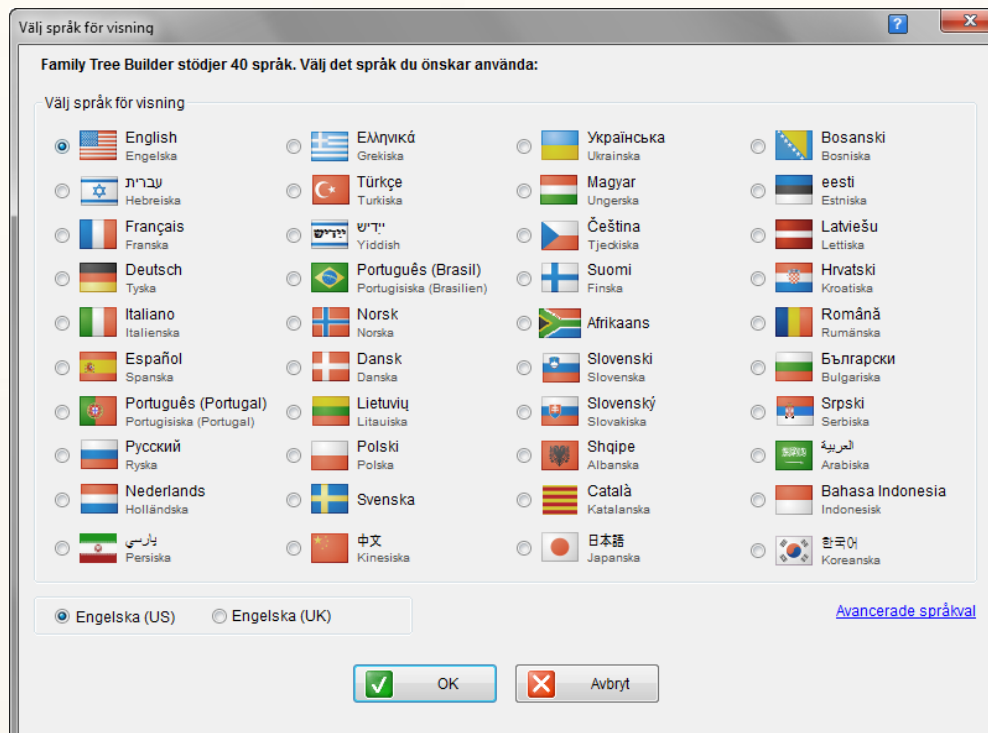 Välj språk för visning
Family Tree Builder stödjer 40 språk. Välj det språk du önskar använda:
Välj språk för visning
English
Engelska
Ελληνικά
Grekiska
Українська
Ukrainska
Bosanski
Bosniska
עברית
Hebreiska
Türkçe
Turkiska
Magyar
Ungerska
eesti
Estniska
Français
Franska
ייִדיש
ייִדיש
Yiddish
Čeština
Tjeckiska
Latviešu
Lettiska
Deutsch
Tyska
Português (Brasil)
Portugisiska (Brasilien)
Suomi
Finska
Hrvatski
Kroatiska
Italiano
Italienska
Norsk
Norska
Afrikaans
Română
Rumänska
Español
Spanska
Dansk
Danska
Slovenski
Slovenska
Български
Bulgariska
Português (Portugal)
Portugisiska (Portugal)
Lietuvių
Litauiska
Slovenský
Slovakiska
Srpski
Serbiska
Русский
Ryska
Polski
Polska
Shqipe
Albanska
العربية
Arabiska
Nederlands
Holländska
Svenska
Català
Katalanska
Bahasa Indonesia
Indonesisk
پارسي
Persiska
中文
Kinesiska
日本語
Japanska
한국어
Koreanska
Engelska (US)
Engelska (UK)
Avancerade språkval
OK
Avbryt